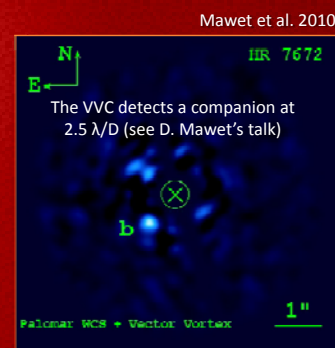 Mawet et al. 2010
N
HR 7672
E
The VVC detects a companion at
2.5 λ/D (see D. Mawet's talk)
b
1"
Palomar WCS + Vector Vortex